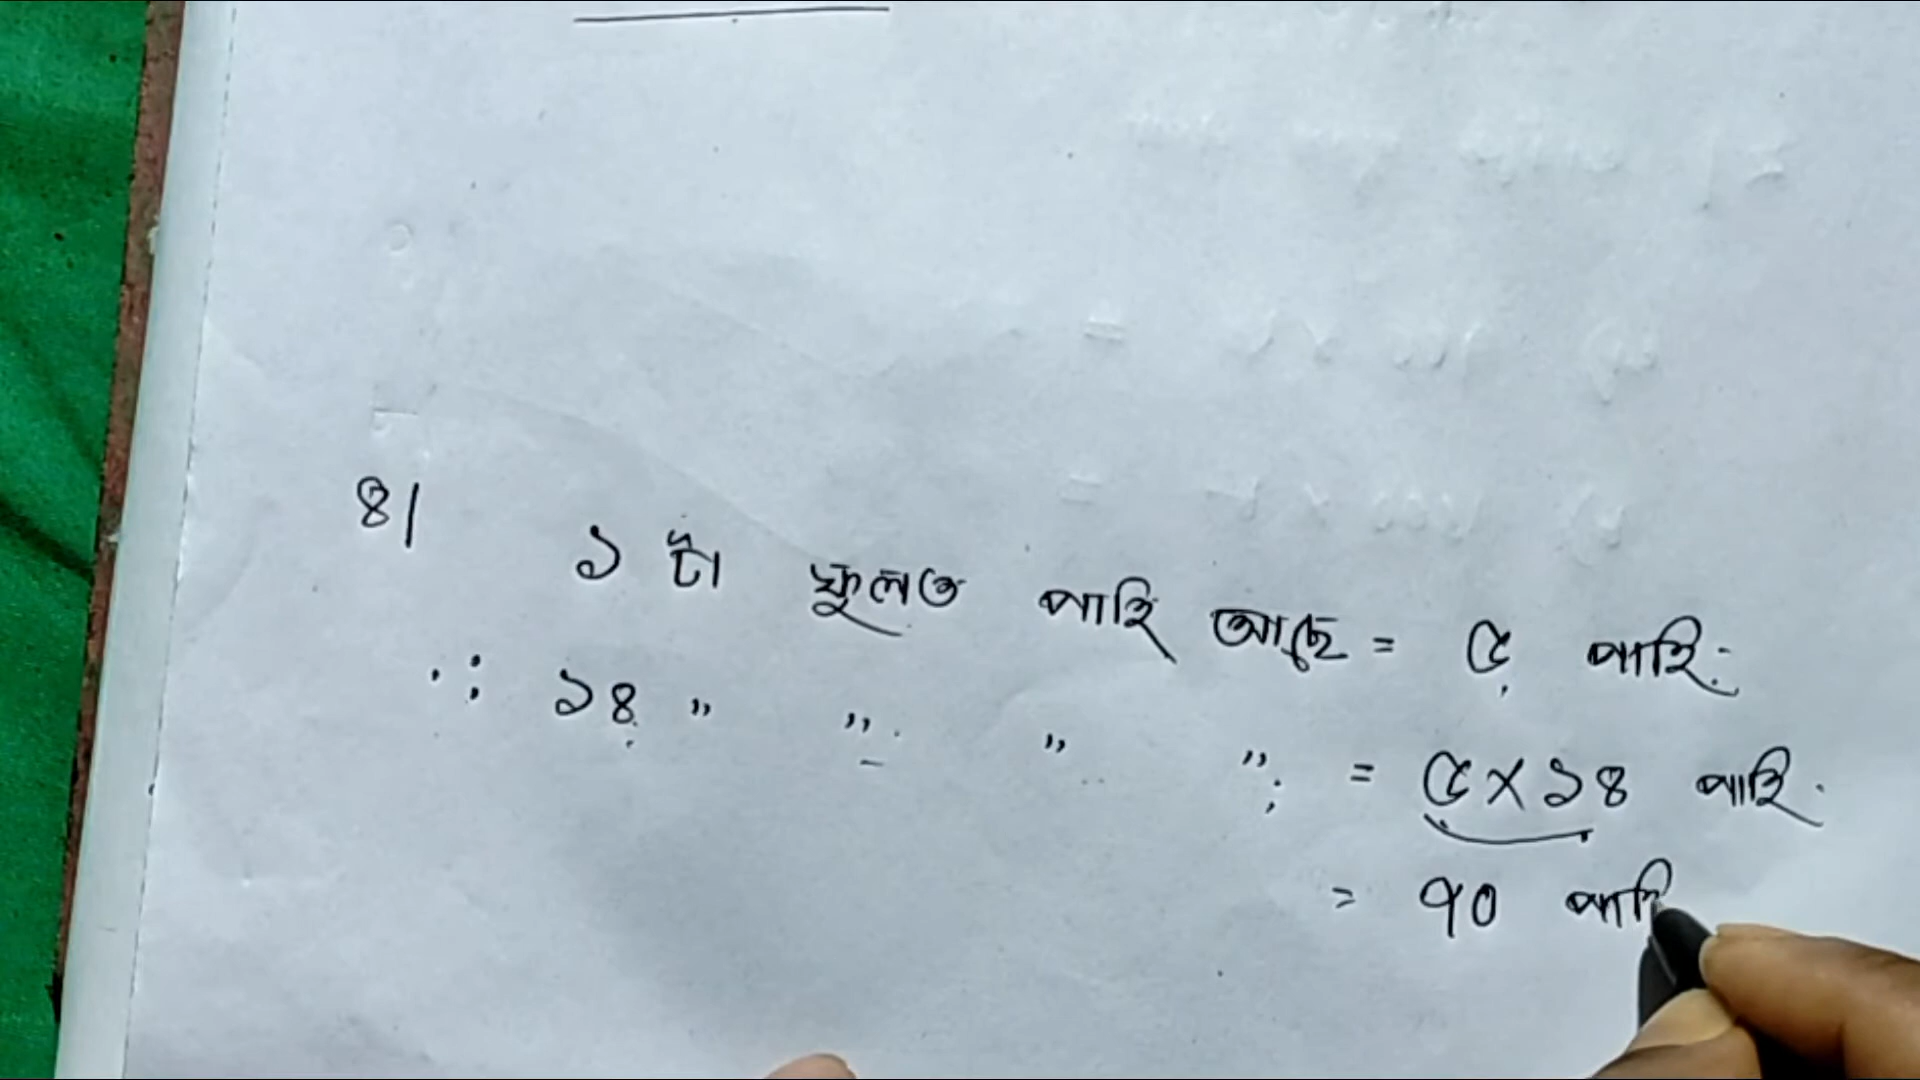 ৪| ১ টা ফুলত পাহি আছে = ৫ পাহি.
∴ ১৪ " " " " ; = ৫ X ১৪ পাহি.
= ৭০ পাহি